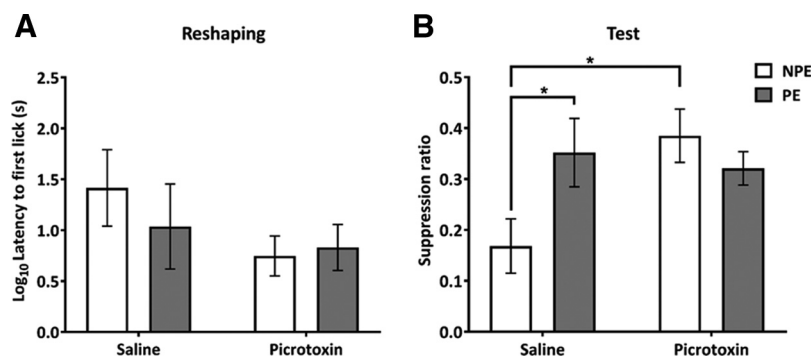 A
Reshaping
Log10 Latency to first lick (s)
2.5
2.0
1.5
1.0
0.5
0.0
Saline
Picrotoxin
B
Test
NPE
PE
Suppression ratio
0.5
0.4
0.3
0.2
0.1
0.0
*
*
Saline
Picrotoxin